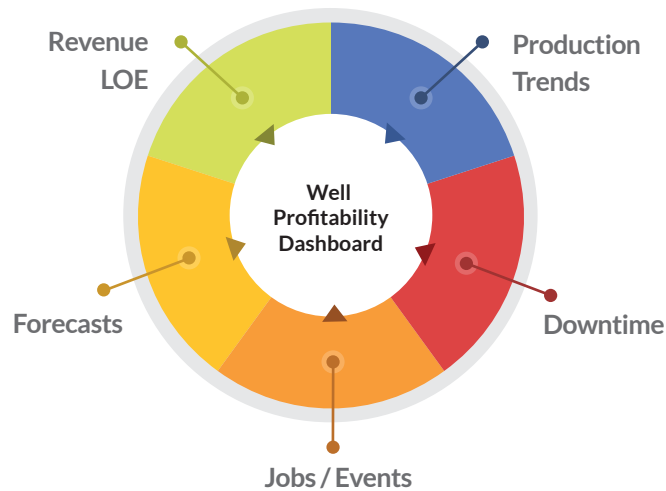 Revenue
LOE
Production
Trends
Well
Profitability
Dashboard
Forecasts
Downtime
Jobs / Events